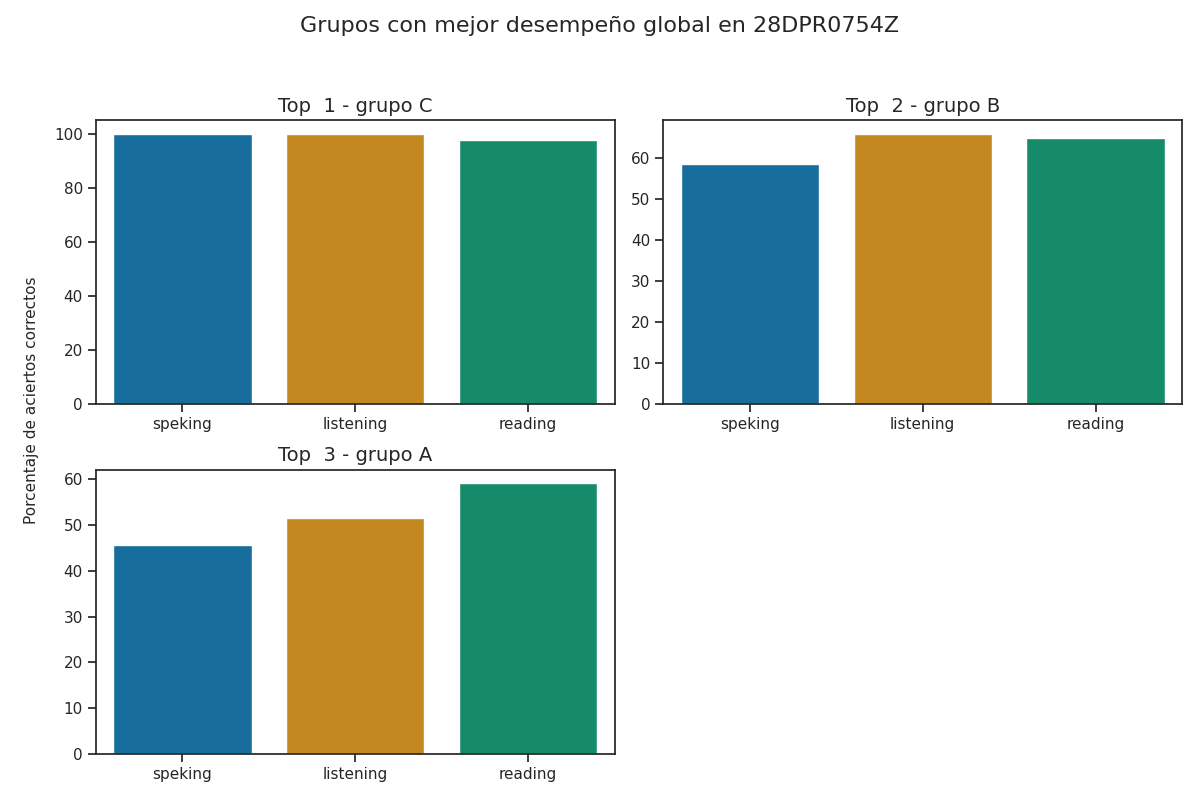 Grupos con mejor desempeño global en 28DPR0754Z
Porcentaje de aciertos correctos
Top  1 - grupo C
100
80
60
40
20
0
speking listening reading
Top  2 - grupo B
60
50
40
30
20
10
0
speking listening reading
Top  3 - grupo A
60
50
40
30
20
10
0
speking listening reading